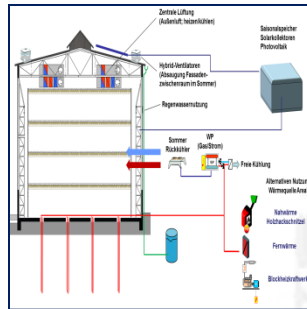 Zentrale Lüftung
(Außenluft; heizen/kühlen)
Hybrid-Ventilatoren
(Absaugung Fassaden-
zwischenraum im Sommer)
Regenwassernutzung
Saisonalspeicher
Solarkollektoren
Photovoltaik
Sommer
Rückkühler
WP
(Gas/Strom)
Freie Kühlung
Alternativen Nutzung
Wärmequelle
Nahwärme
Holzhackschnitzel
Fernwärme
Blockheizkraftwerk